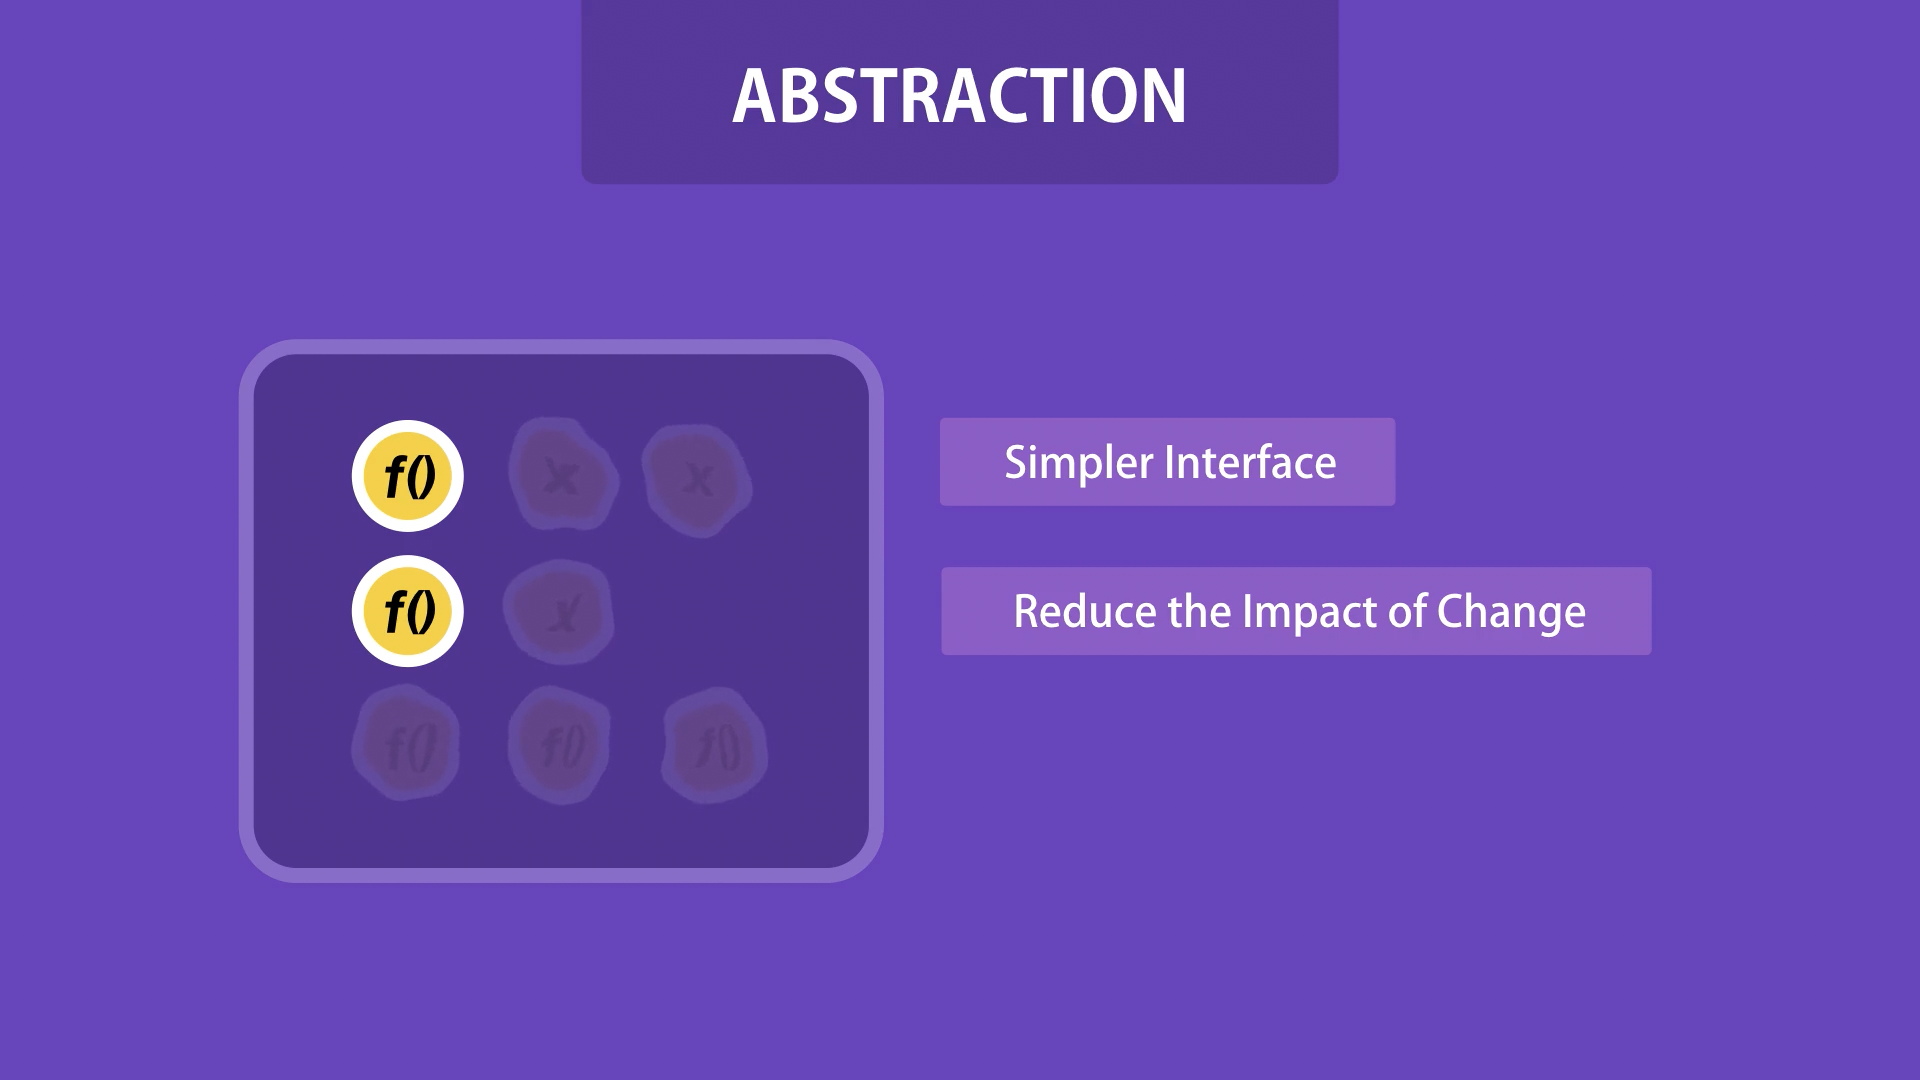 ABSTRACTION
f() x x
f() x
f() f() f()
Simpler Interface
Reduce the Impact of Change